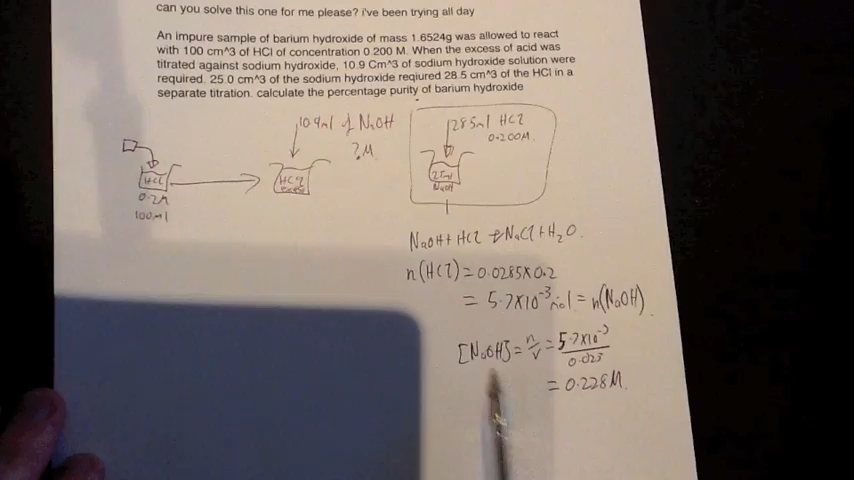 can you solve this one for me please? i've been trying all day
An impure sample of barium hydroxide of mass 1.6524g was allowed to react
with 100 cm^3 of HCl of concentration 0.200 M. When the excess of acid was
titrated against sodium hydroxide, 10.9 Cm^3 of sodium hydroxide solution were
required. 25.0 cm^3 of the sodium hydroxide reqiured 28.5 cm^3 of the HCl in a
separate titration. calculate the percentage purity of barium hydroxide
10.9ml of NaOH
? M.
28.5ml HCl
0.200M.
HCl
0.2M
100ml
HCl
excess
25ml
NaOH
NaOH + HCl → NaCl + H2O.
n(HCl) = 0.0285 x 0.2
= 5.7x10^-3 mol = n(NaOH).
[NaOH] = n/v = 5.7x10^-3
0.025
= 0.228M.